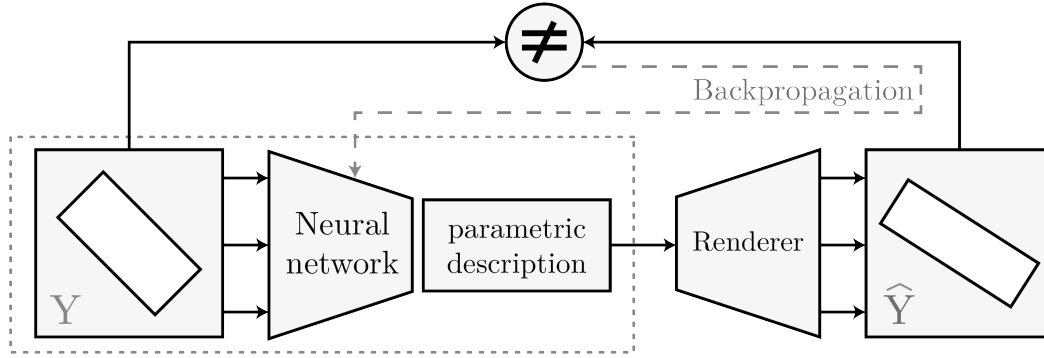 ≠
Backpropagation
Y
Neural
network
parametric
description
Renderer
Ŷ